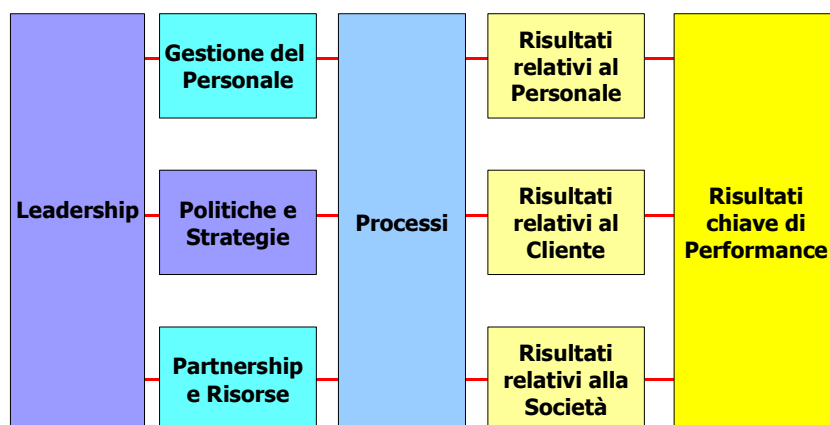 Leadership
Gestione del
Personale
Politiche e
Strategie
Partnership
e Risorse
Processi
Risultati
relativi al
Personale
Risultati
relativi al
Cliente
Risultati
relativi alla
Società
Risultati
chiave di
Performance